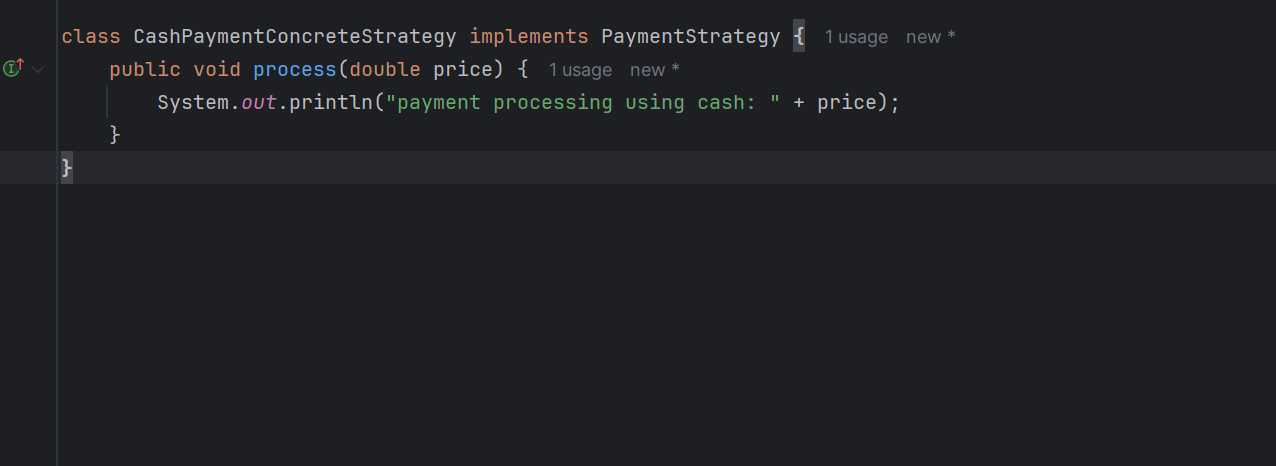 class CashPaymentConcreteStrategy implements PaymentStrategy { 1 usage new *
public void process(double price) { 1 usage new *
System.out.println("payment processing using cash: " + price);
}
}